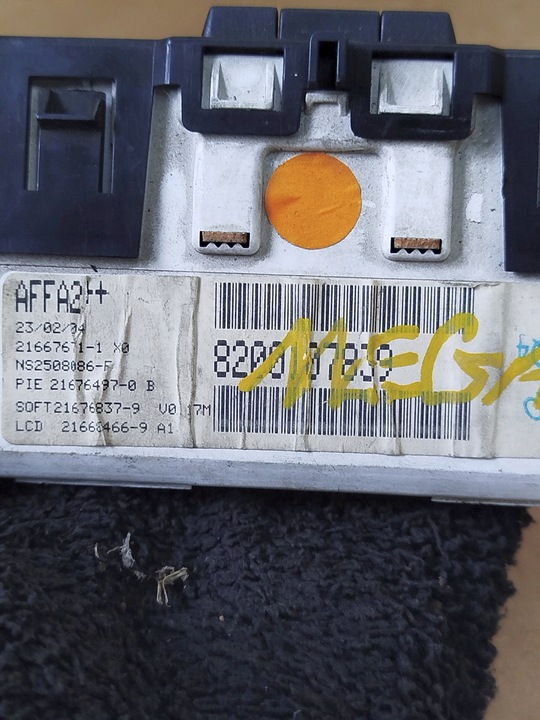 AFFA2++
23/02/04
21667671-1 X0
NS2508086-F
PIE 21676497-0 B
SOFT21676837-9 V0 17M
LCD 21668466-9 A1
MEGA